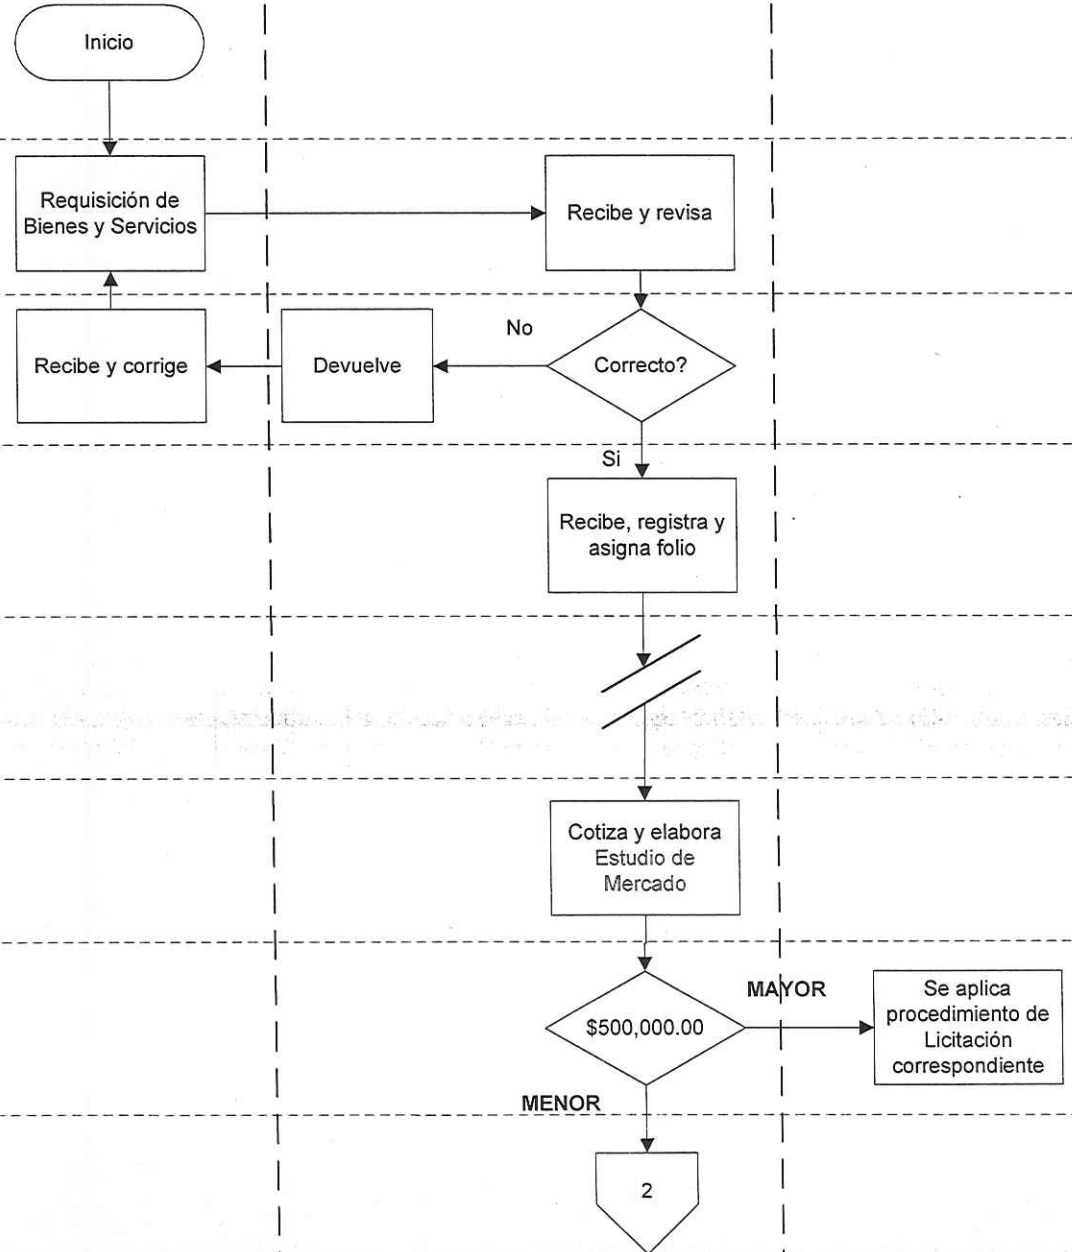 Inicio
Requisición de
Bienes y Servicios
Recibe y revisa
No
Recibe y corrige
Devuelve
Correcto?
Si
Recibe, registra y
asigna folio
Cotiza y elabora
Estudio de
Mercado
$500,000.00
MAYOR
Se aplica
procedimiento de
Licitación
correspondiente
MENOR
2